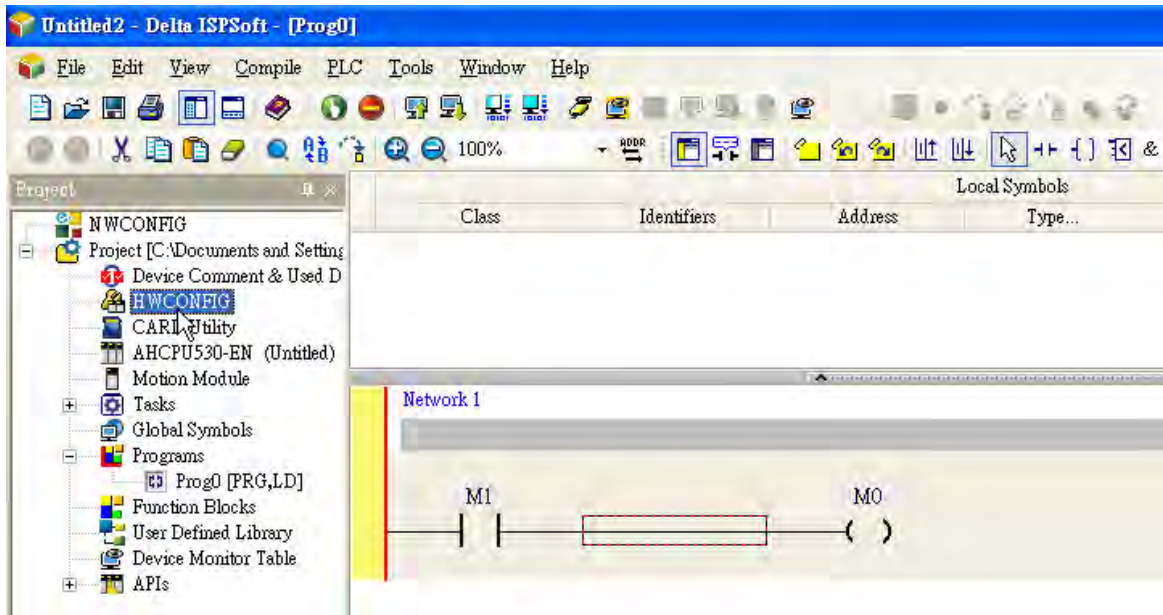 Untitled2 - Delta ISPSoft - [Prog0]
File Edit View Compile PLC Tools Window Help
100% ADDR &
Project
NWCONFIG
Project [C:\Documents and Setting
Device Comment & Used D
HWCONFIG
CARD Utility
AHCPU530-EN (Untitled)
Motion Module
Tasks
Global Symbols
Programs
Prog0 [PRG,LD]
Function Blocks
User Defined Library
Device Monitor Table
APIs
Local Symbols
Class Identifiers Address Type...
Network 1
M1 M0